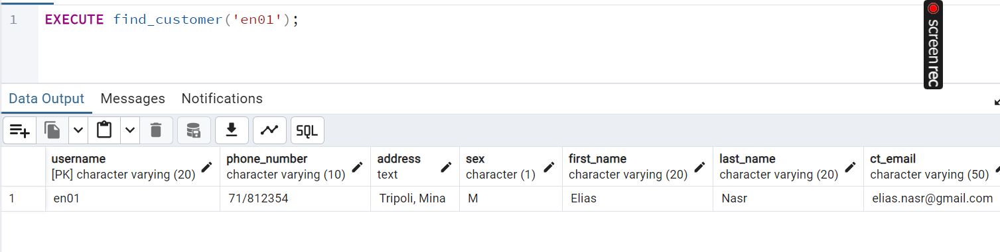 1 EXECUTE find_customer('en01');
screenrec
Data Output Messages Notifications
SQL
username phone_number address sex first_name last_name ct_email
[PK] character varying (20) character varying (10) text character (1) character varying (20) character varying (20) character varying (50)
1 en01 71/812354 Tripoli, Mina M Elias Nasr elias.nasr@gmail.com